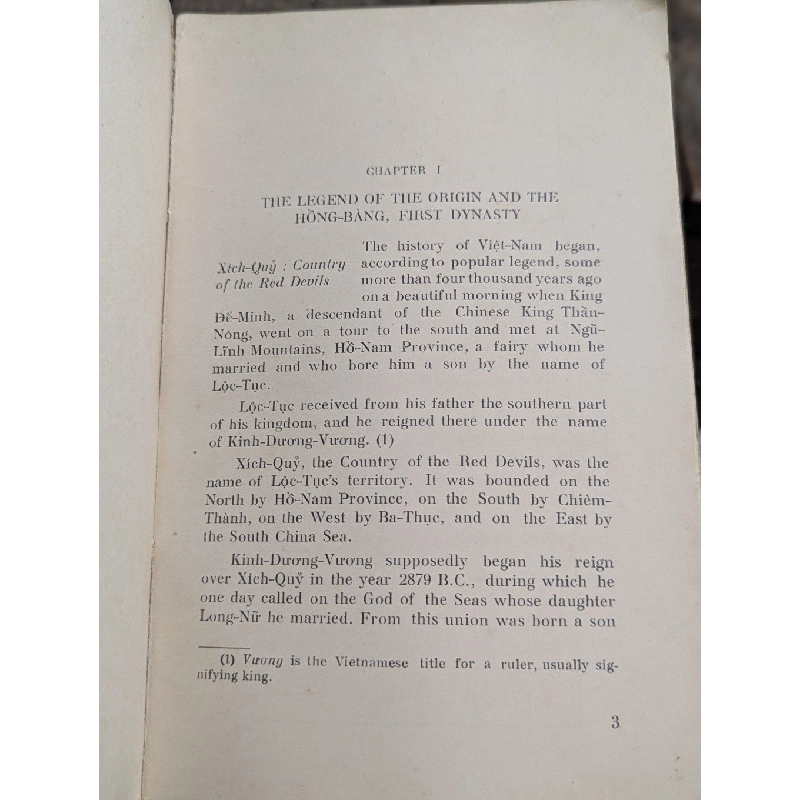 CHAPTER I
THE LEGEND OF THE ORIGIN AND THE
HỒNG-BÀNG, FIRST DYNASTY
Xích-Quỷ : Country
of the Red Devils
The history of Việt-Nam began,
according to popular legend, some
more than four thousand years ago
on a beautiful morning when King
Đế-Minh, a descendant of the Chinese King Thần-
Nông, went on a tour to the south and met at Ngũ-
Lĩnh Mountains, Hồ-Nam Province, a fairy whom he
married and who bore him a son by the name of
Lộc-Tục.
Lộc-Tục received from his father the southern part
of his kingdom, and he reigned there under the name
of Kinh-Dương-Vương. (1)
Xích-Quỷ, the Country of the Red Devils, was the
name of Lộc-Tục's territory. It was bounded on the
North by Hồ-Nam Province, on the South by Chiêm-
Thành, on the West by Ba-Thục, and on the East by
the South China Sea.
Kinh-Dương-Vương supposedly began his reign
over Xích-Quỷ in the year 2879 B.C., during which he
one day called on the God of the Seas whose daughter
Long-Nữ he married. From this union was born a son
(1) Vương is the Vietnamese title for a ruler, usually sig-
nifying king.
3